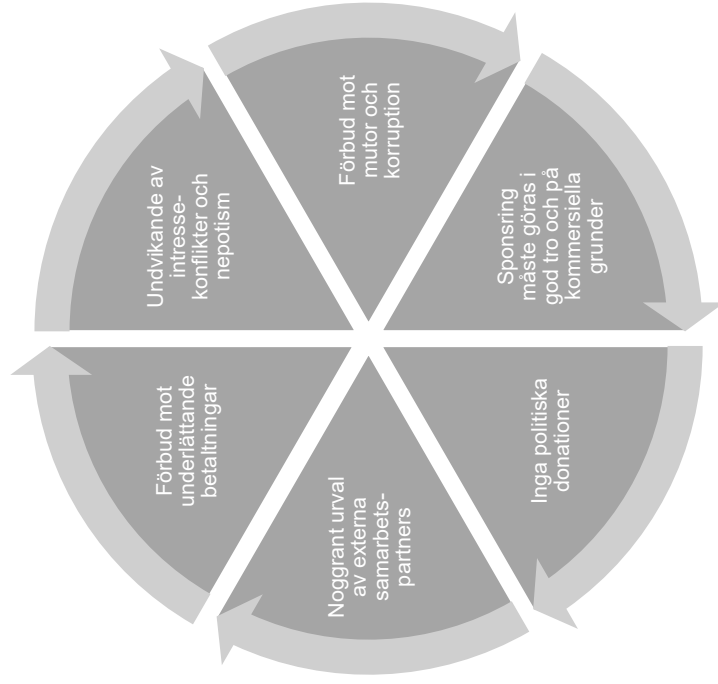 Undvikande av
intresse-
konflikter och
nepotism
Förbud mot
mutor och
korruption
Sponsring
måste göras i
god tro och på
kommersiella
grunder
Inga politiska
donationer
Noggrant urval
av externa
samarbets-
partners
Förbud mot
underlättande
betaltningar